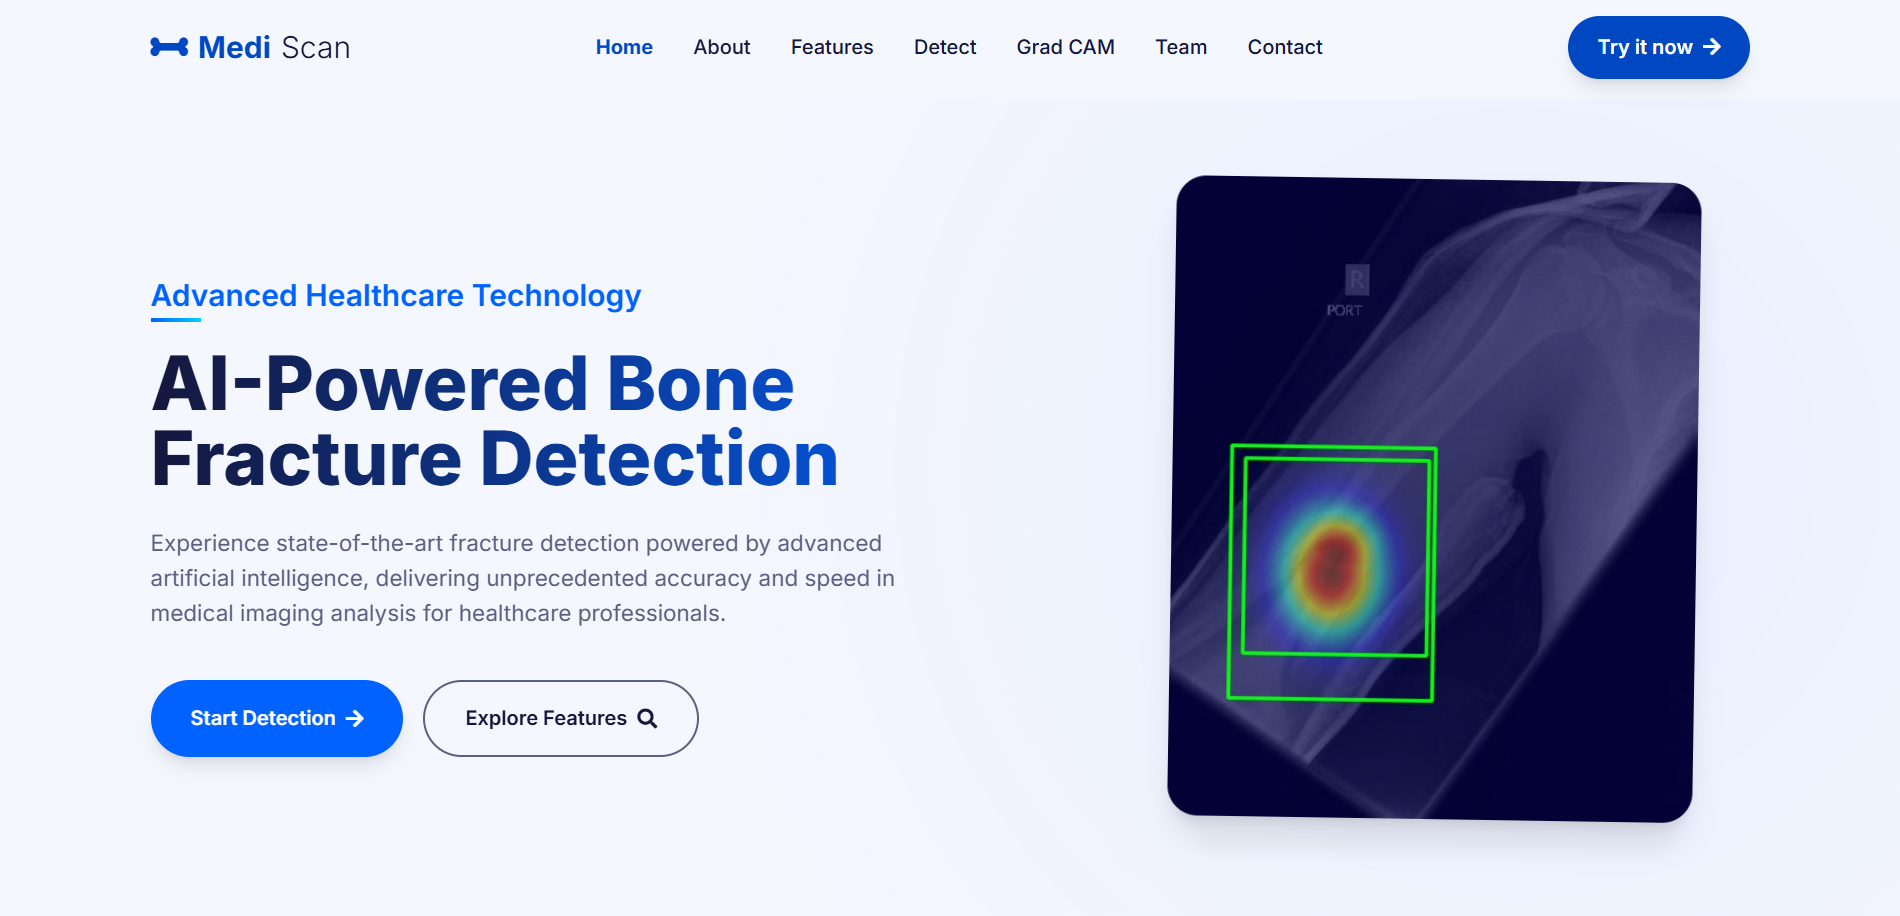 Medi Scan
Home About Features Detect Grad CAM Team Contact
Try it now
Advanced Healthcare Technology
AI-Powered Bone
Fracture Detection
Experience state-of-the-art fracture detection powered by advanced
artificial intelligence, delivering unprecedented accuracy and speed in
medical imaging analysis for healthcare professionals.
Start Detection
Explore Features
R
PORT